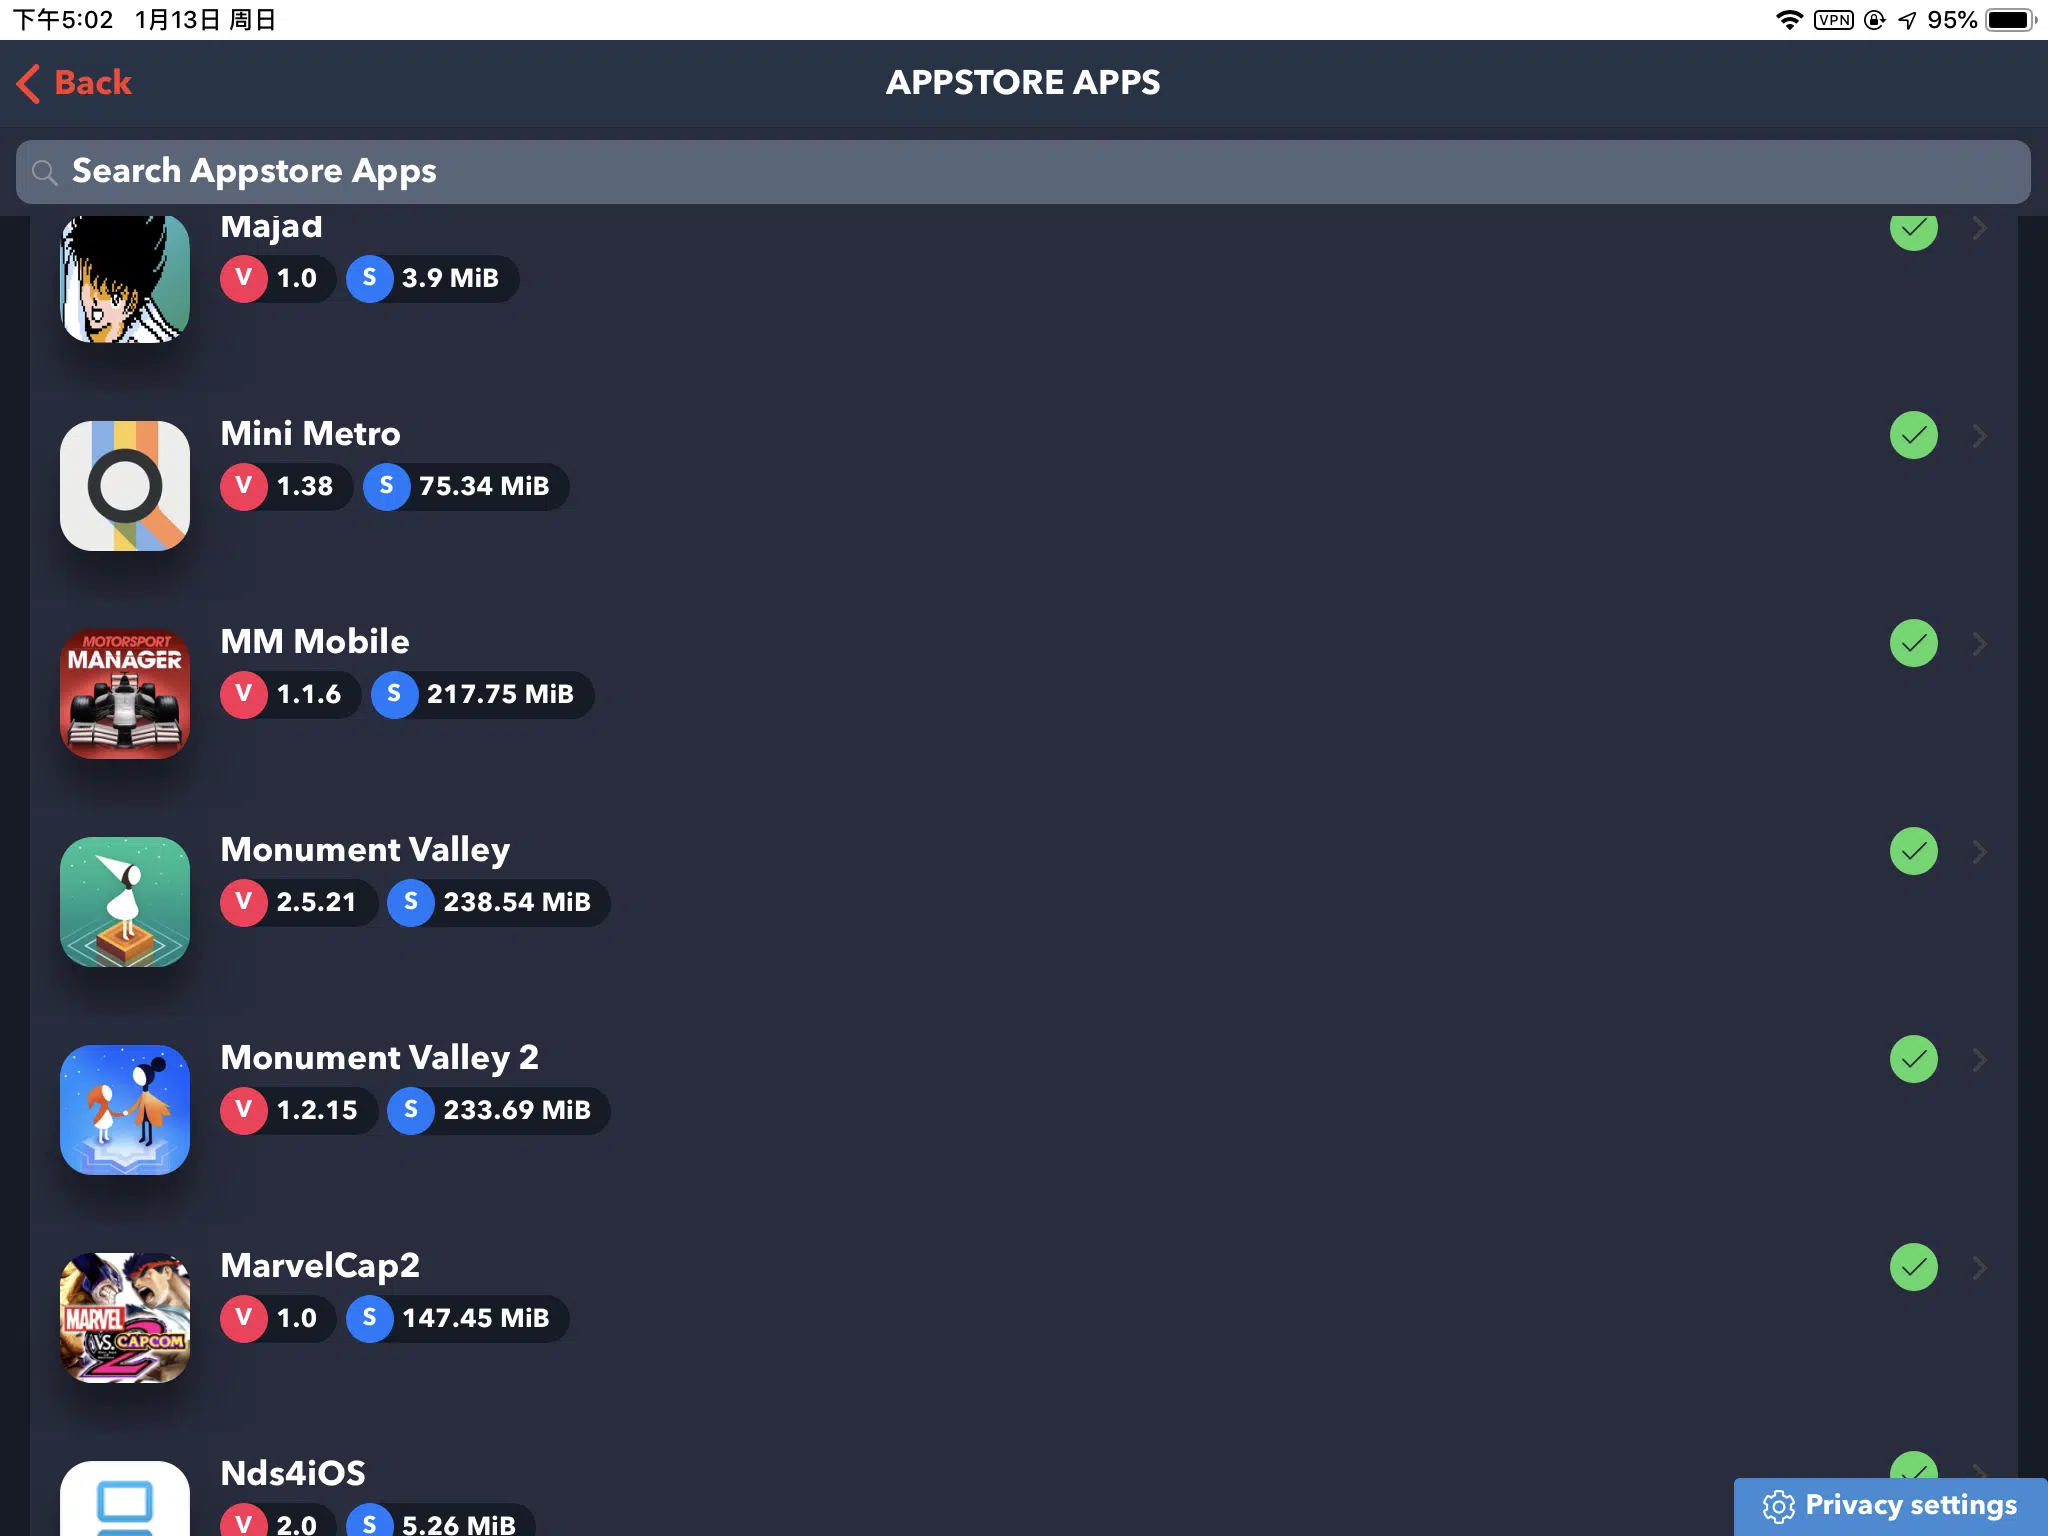 下午5:02 1月13日 周日
VPN 95%
Back
APPSTORE APPS
Search Appstore Apps
Majad
V 1.0 S 3.9 MiB
Mini Metro
V 1.38 S 75.34 MiB
MOTORSPORT
MANAGER
MM Mobile
V 1.1.6 S 217.75 MiB
Monument Valley
V 2.5.21 S 238.54 MiB
Monument Valley 2
V 1.2.15 S 233.69 MiB
MARVEL
VS. CAPCOM
2
MarvelCap2
V 1.0 S 147.45 MiB
Nds4iOS
V 2.0 S 5.26 MiB
Privacy settings